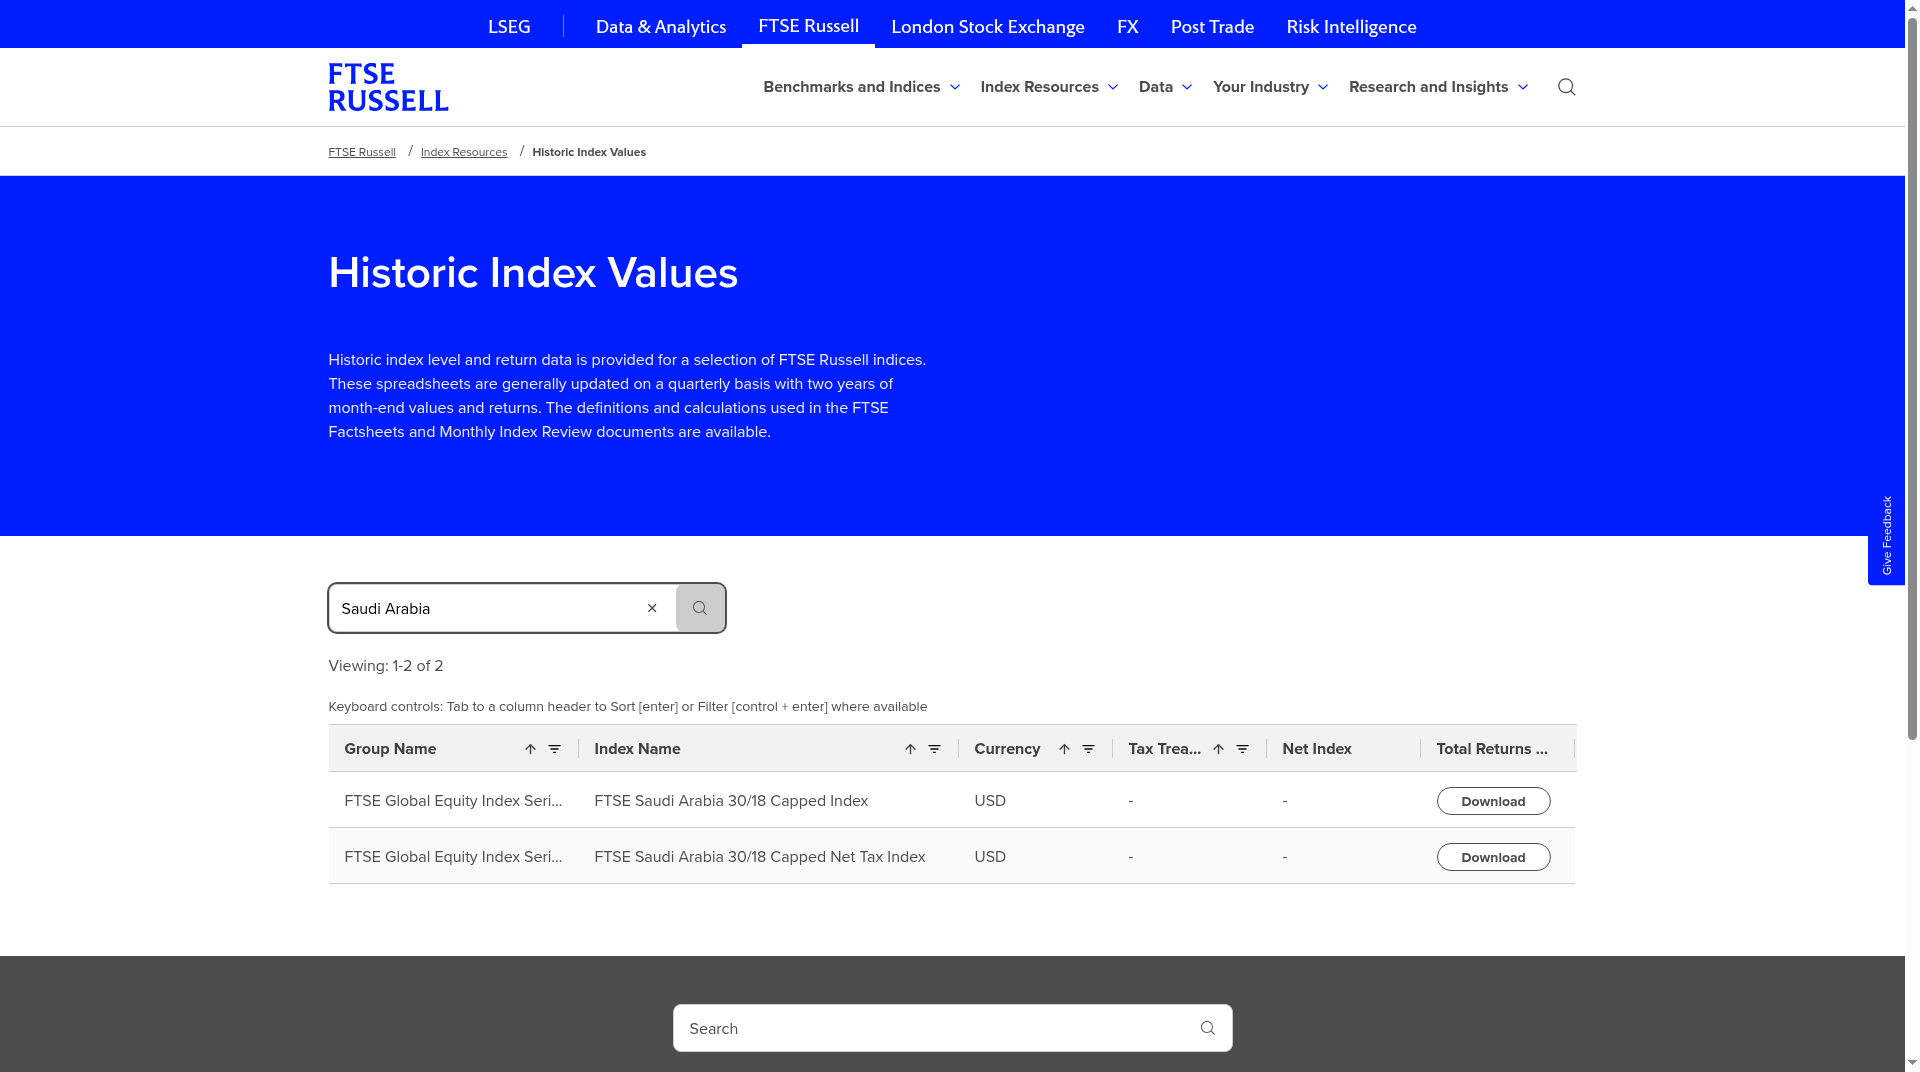 LSEG
Data & Analytics
FTSE Russell
London Stock Exchange
FX
Post Trade
Risk Intelligence
FTSE
RUSSELL
Benchmarks and Indices
Index Resources
Data
Your Industry
Research and Insights
FTSE Russell / Index Resources / Historic Index Values
Historic Index Values
Historic index level and return data is provided for a selection of FTSE Russell indices.
These spreadsheets are generally updated on a quarterly basis with two years of
month-end values and returns. The definitions and calculations used in the FTSE
Factsheets and Monthly Index Review documents are available.
Give Feedback
Saudi Arabia
Viewing: 1-2 of 2
Keyboard controls: Tab to a column header to Sort [enter] or Filter [control + enter] where available
Group Name Index Name Currency Tax Trea... Net Index Total Returns ...
FTSE Global Equity Index Seri... FTSE Saudi Arabia 30/18 Capped Index USD - - Download
FTSE Global Equity Index Seri... FTSE Saudi Arabia 30/18 Capped Net Tax Index USD - - Download
Search